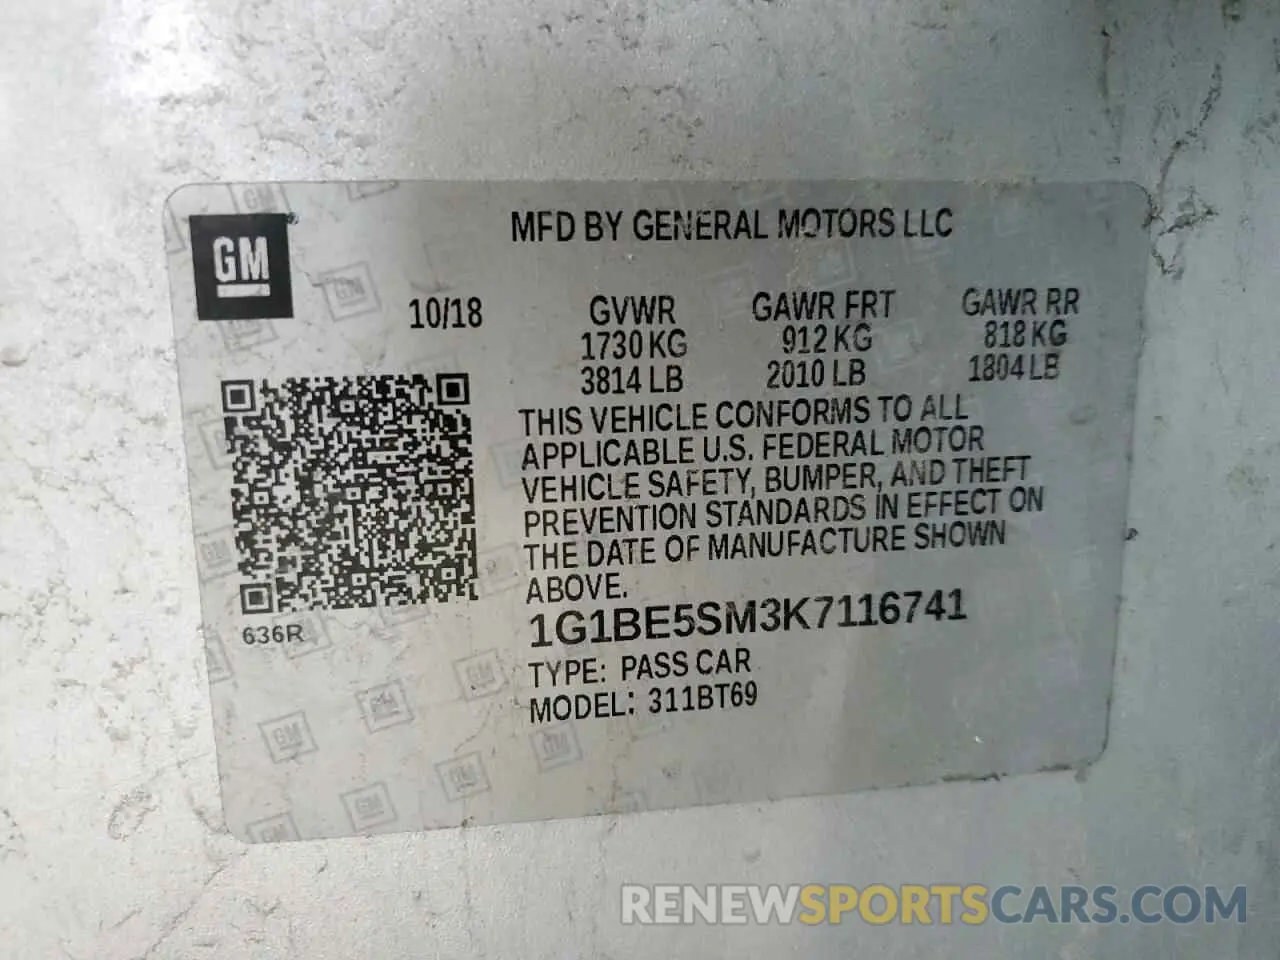 MFD BY GENERAL MOTORS LLC
GM
10/18 GVWR GAWR FRT GAWR RR
1730 KG 912 KG 818 KG
3814 LB 2010 LB 1804 LB
THIS VEHICLE CONFORMS TO ALL
APPLICABLE U.S. FEDERAL MOTOR
VEHICLE SAFETY, BUMPER, AND THEFT
PREVENTION STANDARDS IN EFFECT ON
THE DATE OF MANUFACTURE SHOWN
ABOVE.
636R
1G1BE5SM3K7116741
TYPE: PASS CAR
MODEL: 311BT69
RENEWSPORTSCARS.COM